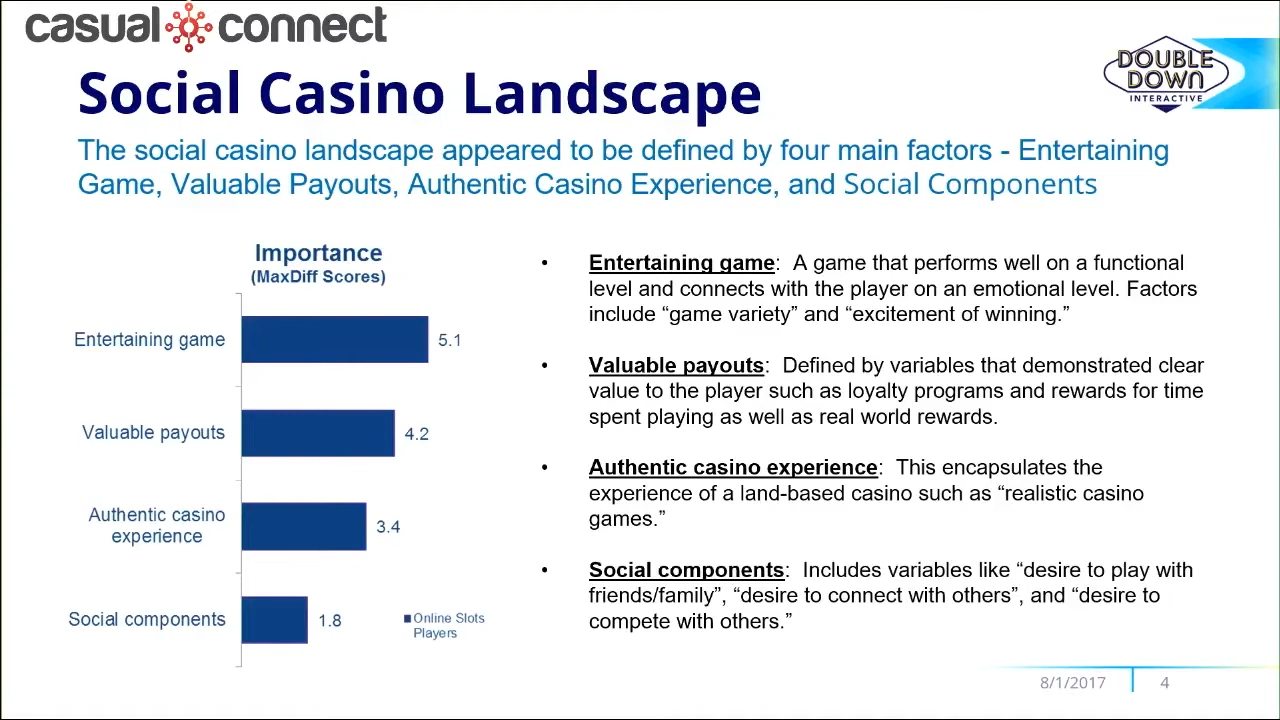 casual connect
DOUBLE
DOWN
INTERACTIVE
Social Casino Landscape
The social casino landscape appeared to be defined by four main factors - Entertaining
Game, Valuable Payouts, Authentic Casino Experience, and Social Components
Importance
(MaxDiff Scores)
Entertaining game 5.1
Valuable payouts 4.2
Authentic casino
experience 3.4
Social components 1.8
Online Slots
Players
• Entertaining game: A game that performs well on a functional
level and connects with the player on an emotional level. Factors
include “game variety” and “excitement of winning.”
• Valuable payouts: Defined by variables that demonstrated clear
value to the player such as loyalty programs and rewards for time
spent playing as well as real world rewards.
• Authentic casino experience: This encapsulates the
experience of a land-based casino such as “realistic casino
games.”
• Social components: Includes variables like “desire to play with
friends/family”, “desire to connect with others”, and “desire to
compete with others.”
8/1/2017 4